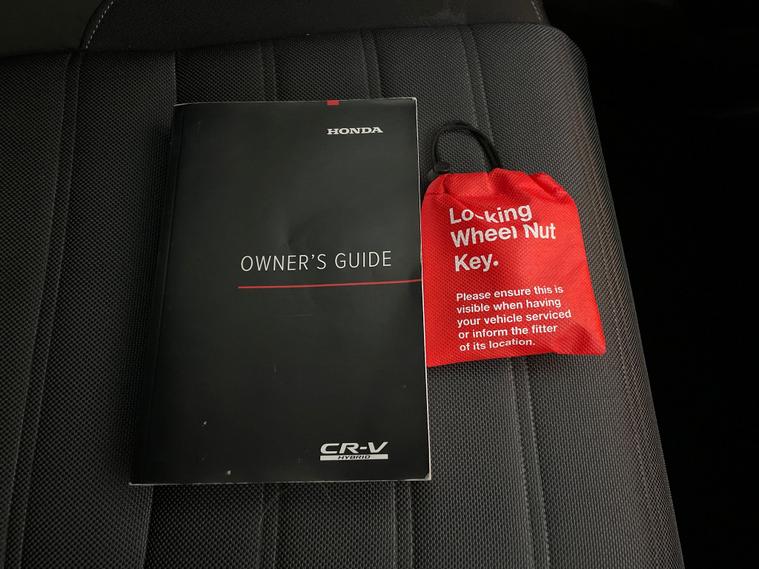 HONDA
OWNER'S GUIDE
CR-V
HYBRID
Locking
Wheel Nut
Key.
Please ensure this is
visible when having
your vehicle serviced
or inform the fitter
of its location.